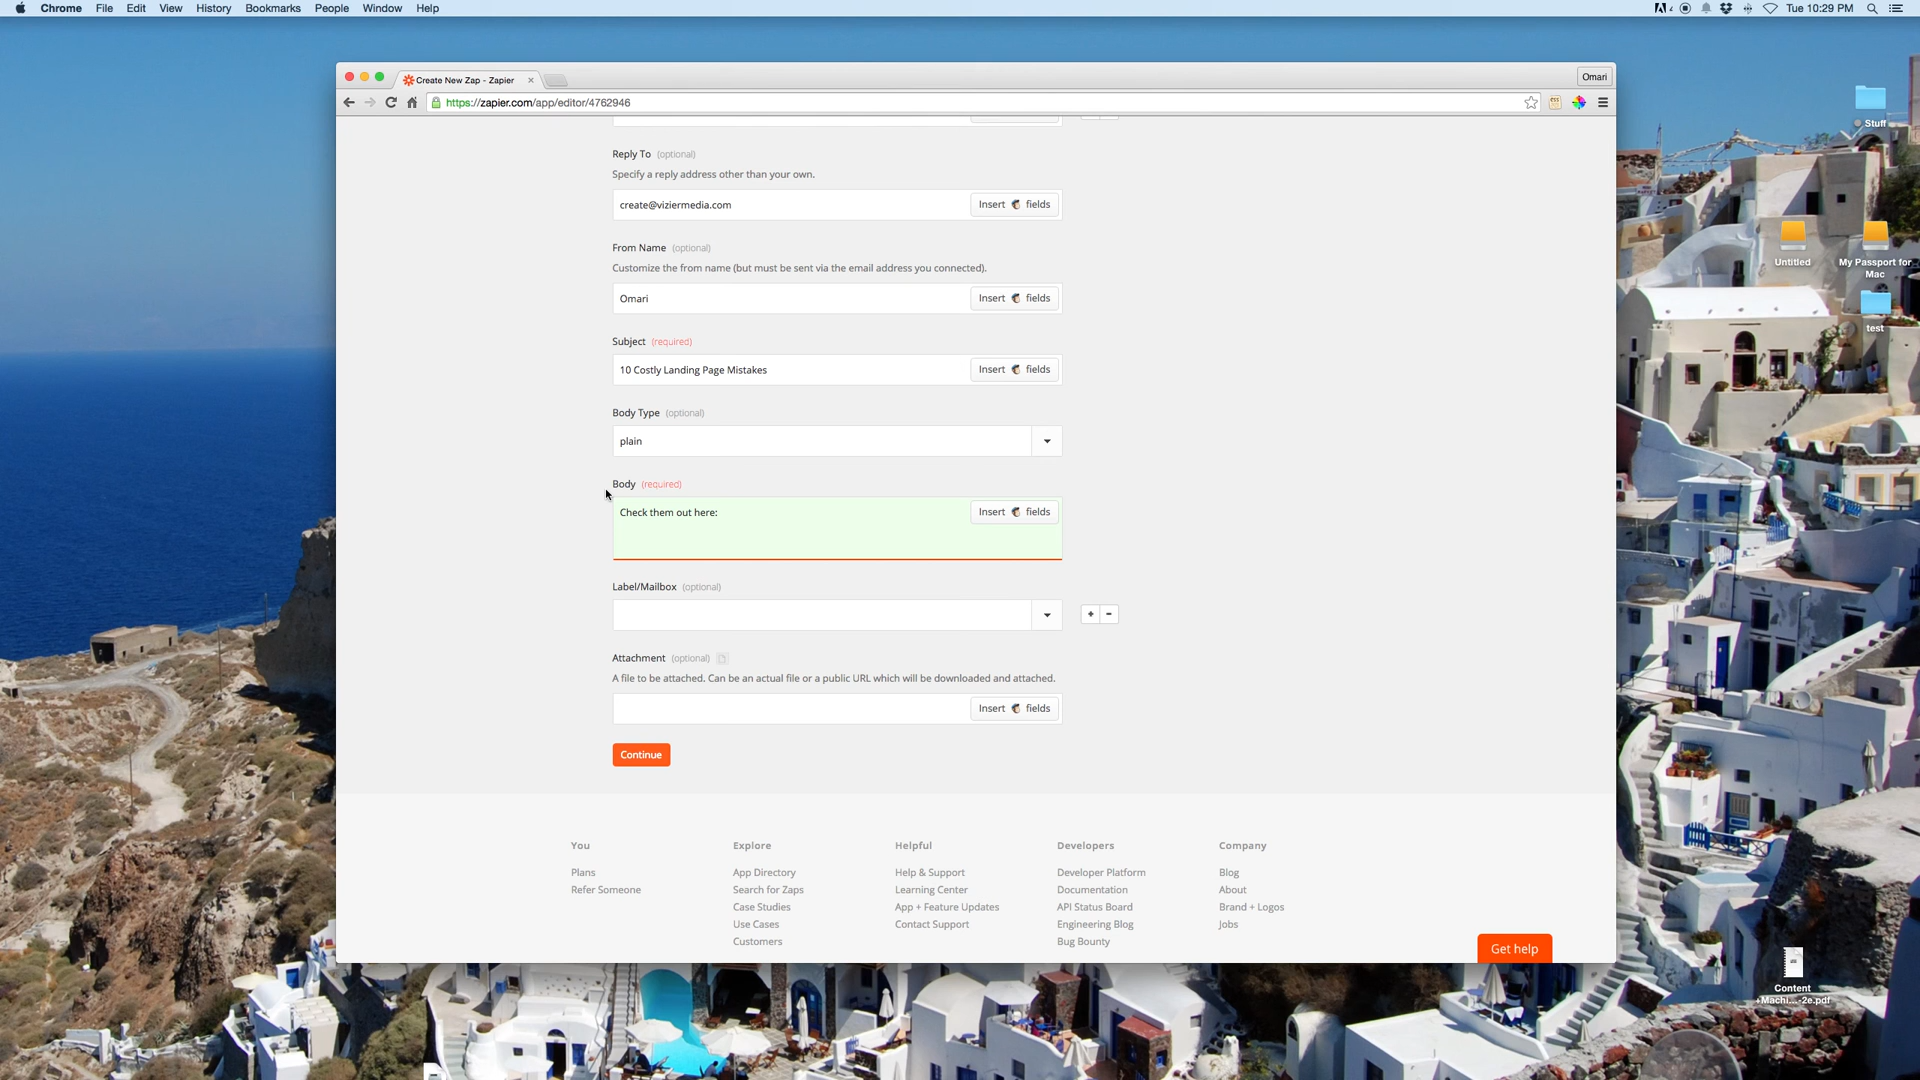 Chrome File Edit View History Bookmarks People Window Help
4 Tue 10:29 PM
Create New Zap - Zapier
Omari
https://zapier.com/app/editor/4762946
Reply To (optional)
Specify a reply address other than your own.
create@viziermedia.com
Insert fields
From Name (optional)
Customize the from name (but must be sent via the email address you connected).
Omari
Insert fields
Subject (required)
10 Costly Landing Page Mistakes
Insert fields
Body Type (optional)
plain
Body (required)
Check them out here:
Insert fields
Label/Mailbox (optional)
+ -
Attachment (optional)
A file to be attached. Can be an actual file or a public URL which will be downloaded and attached.
Insert fields
Continue
You Explore Helpful Developers Company
Plans App Directory Help & Support Developer Platform Blog
Refer Someone Search for Zaps Learning Center Documentation About
Case Studies App + Feature Updates API Status Board Brand + Logos
Use Cases Contact Support Engineering Blog Jobs
Customers Bug Bounty
Get help
Stuff
Untitled
My Passport for
Mac
test
Content
+Machi...-2e.pdf